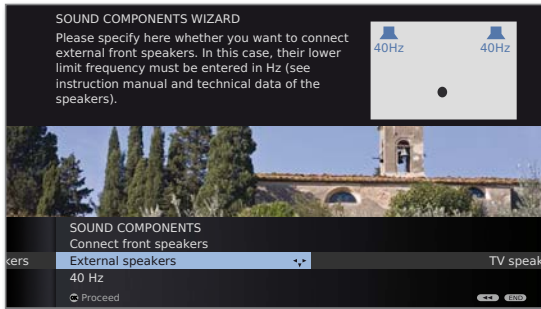 SOUND COMPONENTS WIZARD
Please specify here whether you want to connect
external front speakers. In this case, their lower
limit frequency must be entered in Hz (see
instruction manual and technical data of the
speakers).
40Hz 40Hz
SOUND COMPONENTS
Connect front speakers
kers External speakers TV speak
40 Hz
OK Proceed END